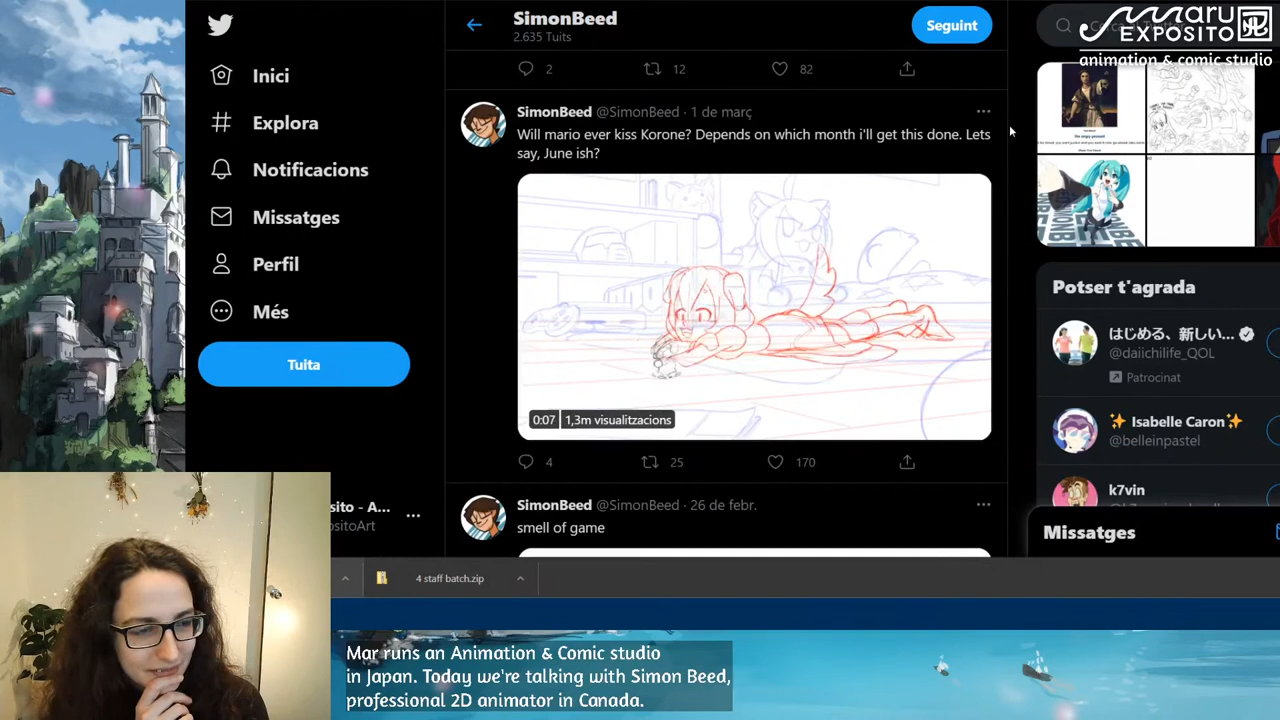 SimonBeed
2.635 Tuits
Seguint
maru
EXPOSITO
animation & comic studio
Inici
Explora
Notificacions
Missatges
Perfil
Més
Tuita
2
12
82
SimonBeed @SimonBeed · 1 de març
Will mario ever kiss Korone? Depends on which month i'll get this done. Lets
say, June ish?
0:07 1,3m visualitzacions
4
25
170
SimonBeed @SimonBeed · 26 de febr.
smell of game
Potser t'agrada
はじめる、新しい...
@daiichilife_QOL
Patrocinat
Isabelle Caron
@belleinpastel
k7vin
Missatges
sito - A...
ositoArt
4 staff batch.zip
Mar runs an Animation & Comic studio
in Japan. Today we're talking with Simon Beed,
professional 2D animator in Canada.